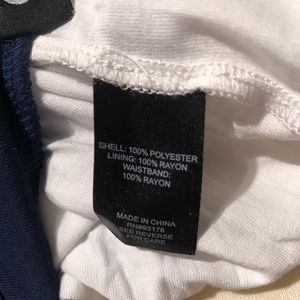 SHELL: 100% POLYESTER
LINING: 100% RAYON
WAISTBAND:
100% RAYON
MADE IN CHINA
RN#93178
SEE REVERSE
FOR CARE